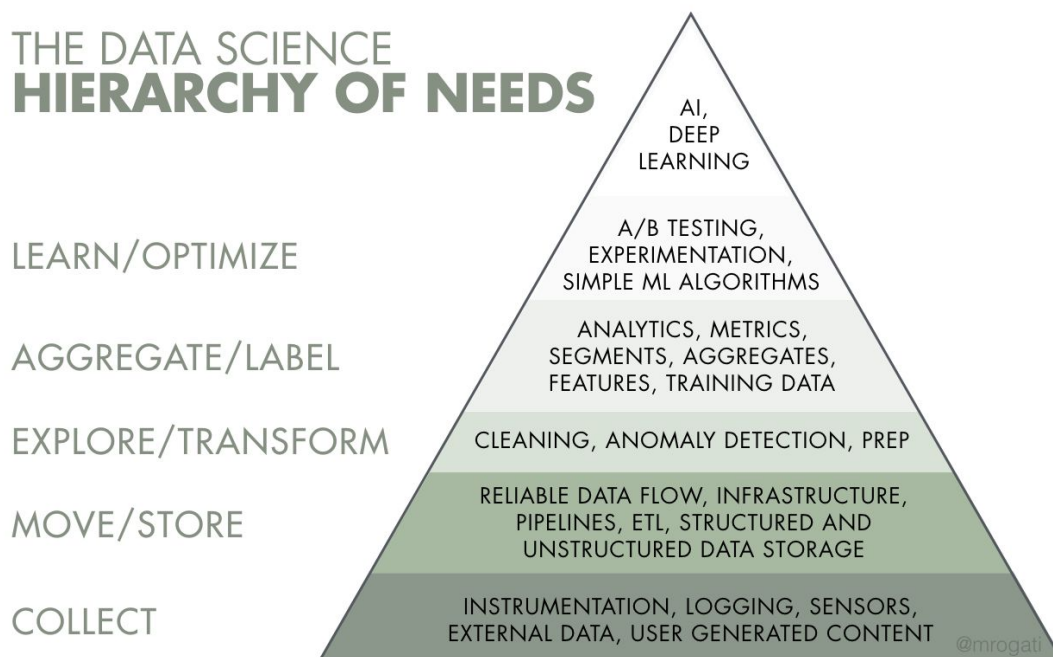 THE DATA SCIENCE
HIERARCHY OF NEEDS
AI,
DEEP
LEARNING
LEARN/OPTIMIZE
A/B TESTING,
EXPERIMENTATION,
SIMPLE ML ALGORITHMS
AGGREGATE/LABEL
ANALYTICS, METRICS,
SEGMENTS, AGGREGATES,
FEATURES, TRAINING DATA
EXPLORE/TRANSFORM
CLEANING, ANOMALY DETECTION, PREP
MOVE/STORE
RELIABLE DATA FLOW, INFRASTRUCTURE,
PIPELINES, ETL, STRUCTURED AND
UNSTRUCTURED DATA STORAGE
COLLECT
INSTRUMENTATION, LOGGING, SENSORS,
EXTERNAL DATA, USER GENERATED CONTENT
@mrogati